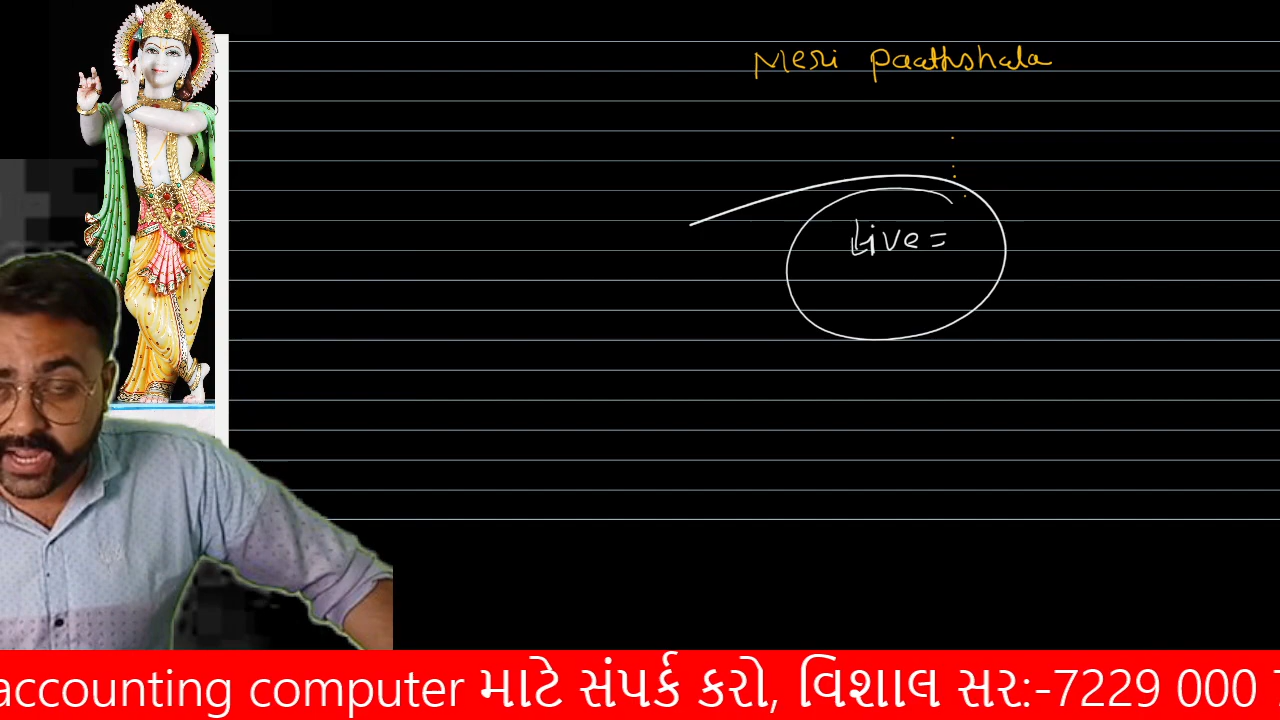 Meri Paathshala
Live =
accounting computer માટે સંપર્ક કરો, વિશાલ સર:-7229 000